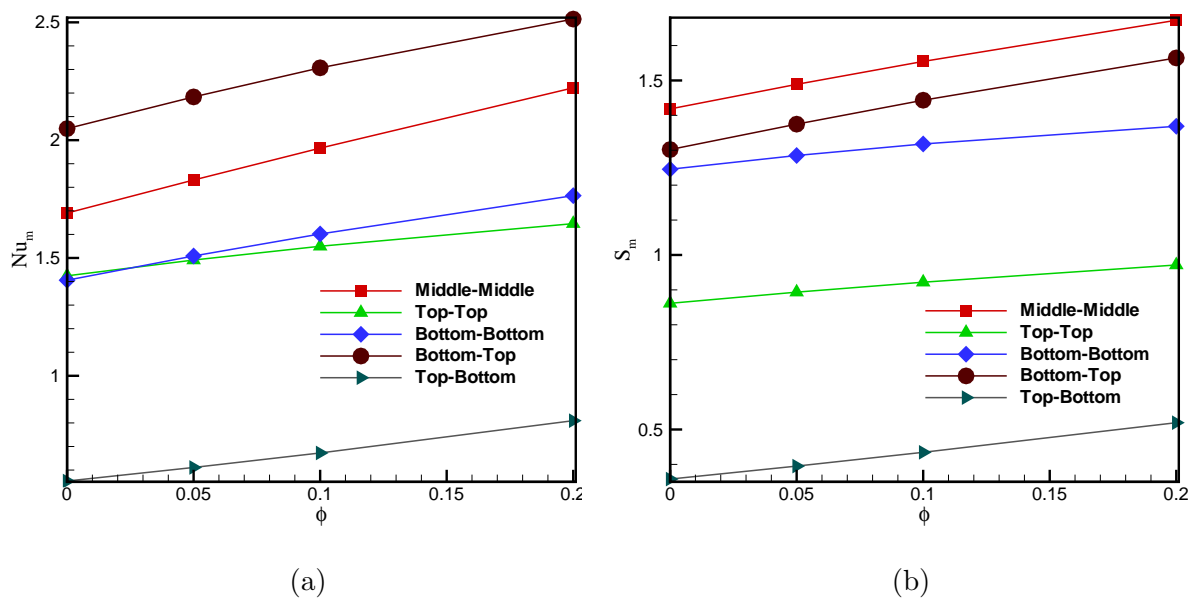 2.5
2
1.5
1
Nu_m
Middle-Middle
Top-Top
Bottom-Bottom
Bottom-Top
Top-Bottom
0 0.05 0.1 0.15 0.2
ϕ
(a)
1.5
1
0.5
S_m
Middle-Middle
Top-Top
Bottom-Bottom
Bottom-Top
Top-Bottom
0 0.05 0.1 0.15 0.2
ϕ
(b)